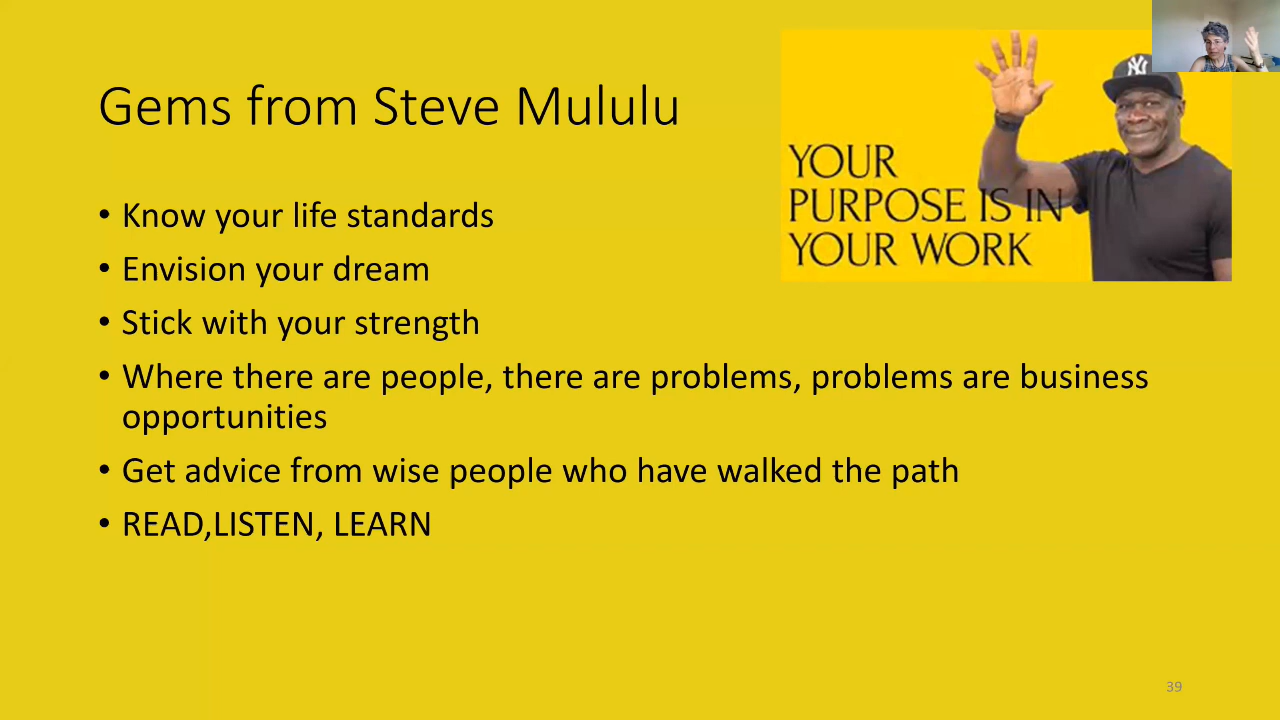 Gems from Steve Mululu
NY
YOUR
PURPOSE IS IN
YOUR WORK
• Know your life standards
• Envision your dream
• Stick with your strength
• Where there are people, there are problems, problems are business
opportunities
• Get advice from wise people who have walked the path
• READ,LISTEN, LEARN
39